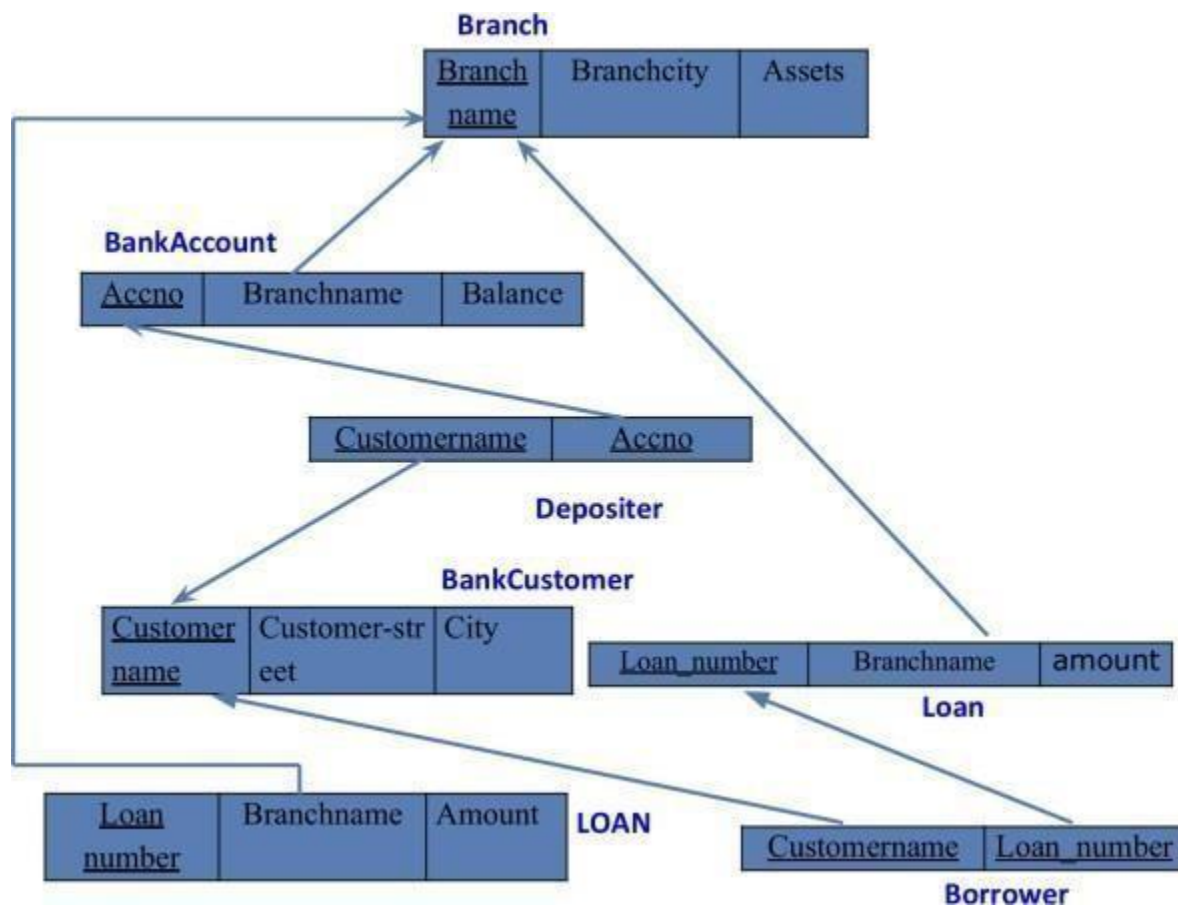 Branch
Branch Branchcity Assets
name
BankAccount
Accno Branchname Balance
Customername Accno
Depositer
BankCustomer
Customer Customer-str City
name eet
Loan_number Branchname amount
Loan
Loan Branchname Amount
number
LOAN
Customername Loan_number
Borrower